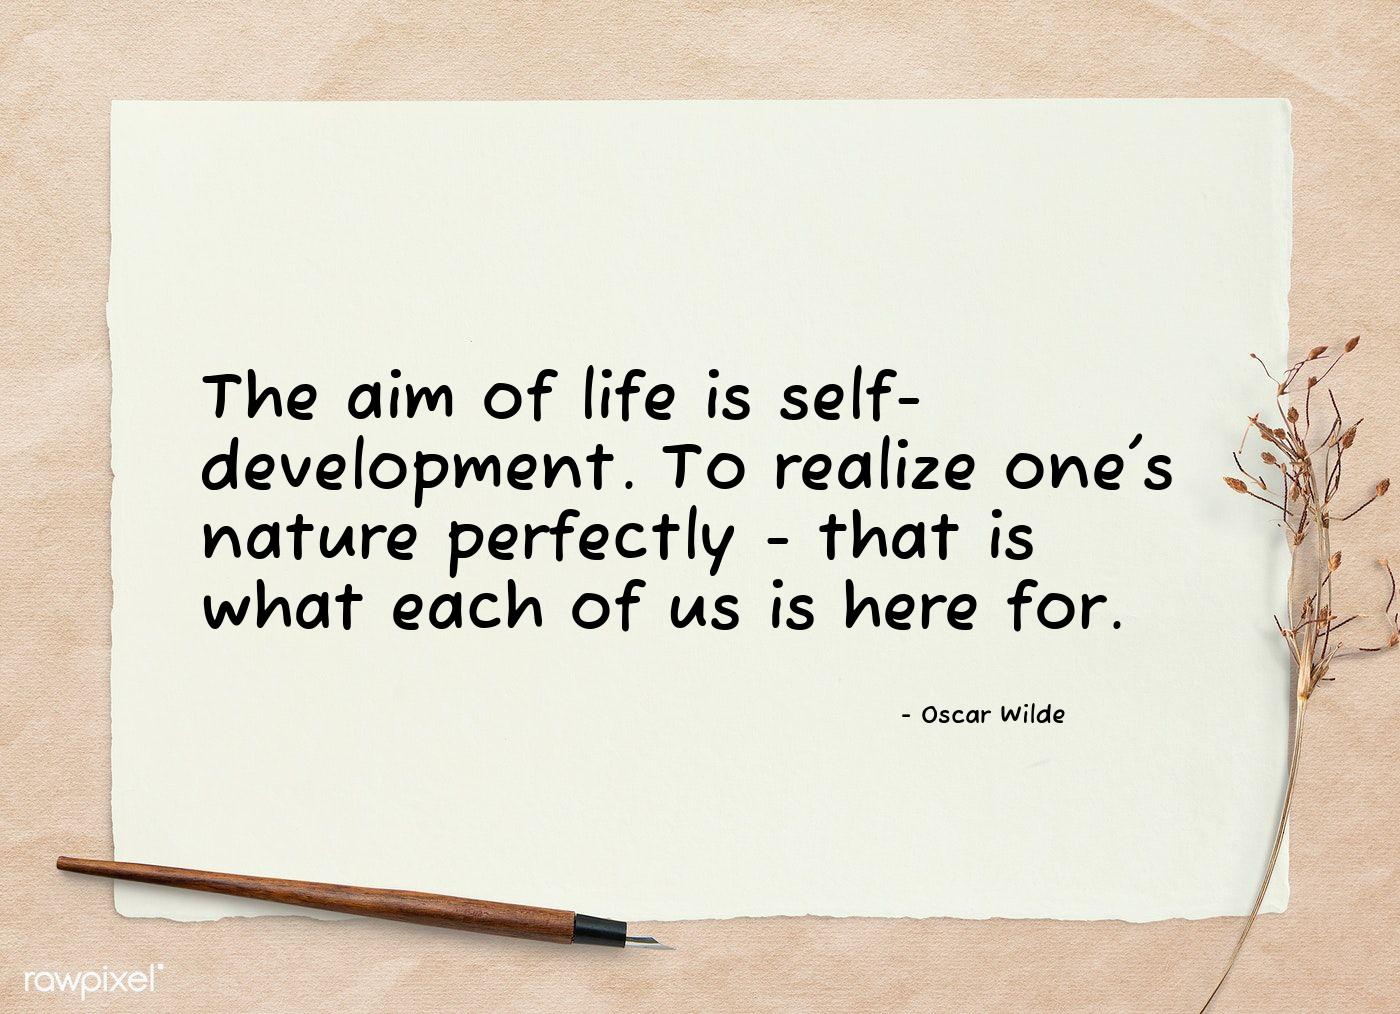 The aim of life is self-
development. To realize one's
nature perfectly - that is
what each of us is here for.
- Oscar Wilde
rawpixel